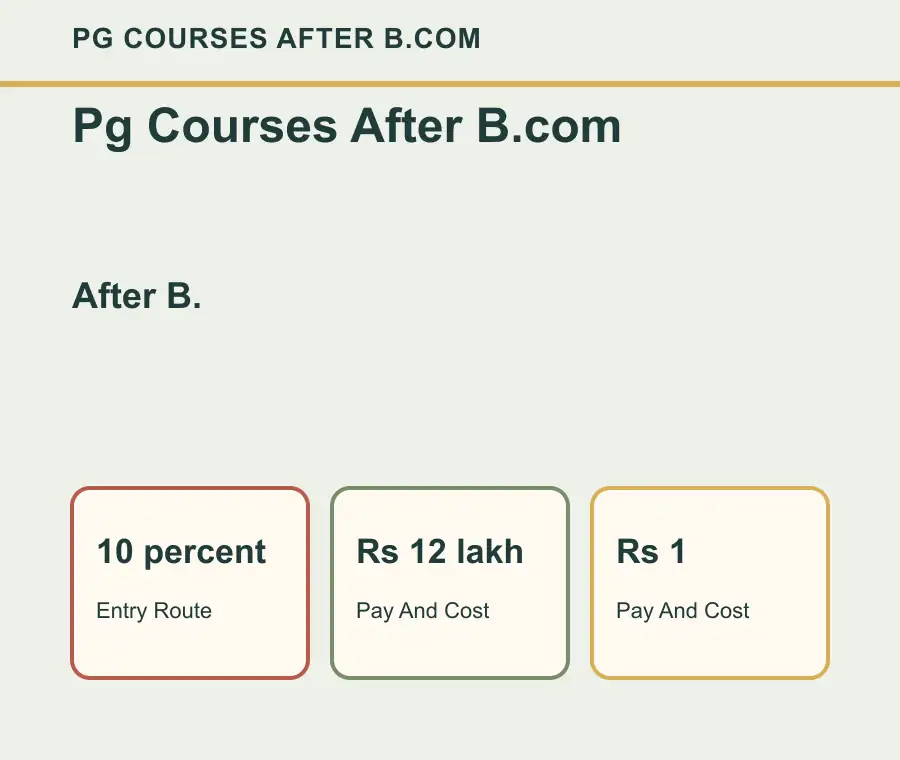 PG COURSES AFTER B.COM
Pg Courses After B.com
After B.
10 percent
Entry Route
Rs 12 lakh
Pay And Cost
Rs 1
Pay And Cost